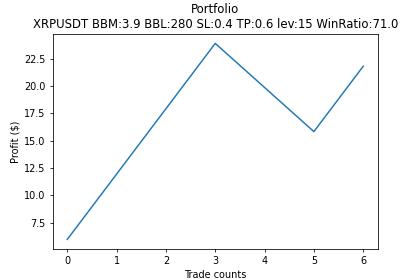 Portfolio
XRPUSDT BBM:3.9 BBL:280 SL:0.4 TP:0.6 lev:15 WinRatio:71.0
22.5
20.0
17.5
15.0
12.5
10.0
7.5
Profit ($)
0 1 2 3 4 5 6
Trade counts